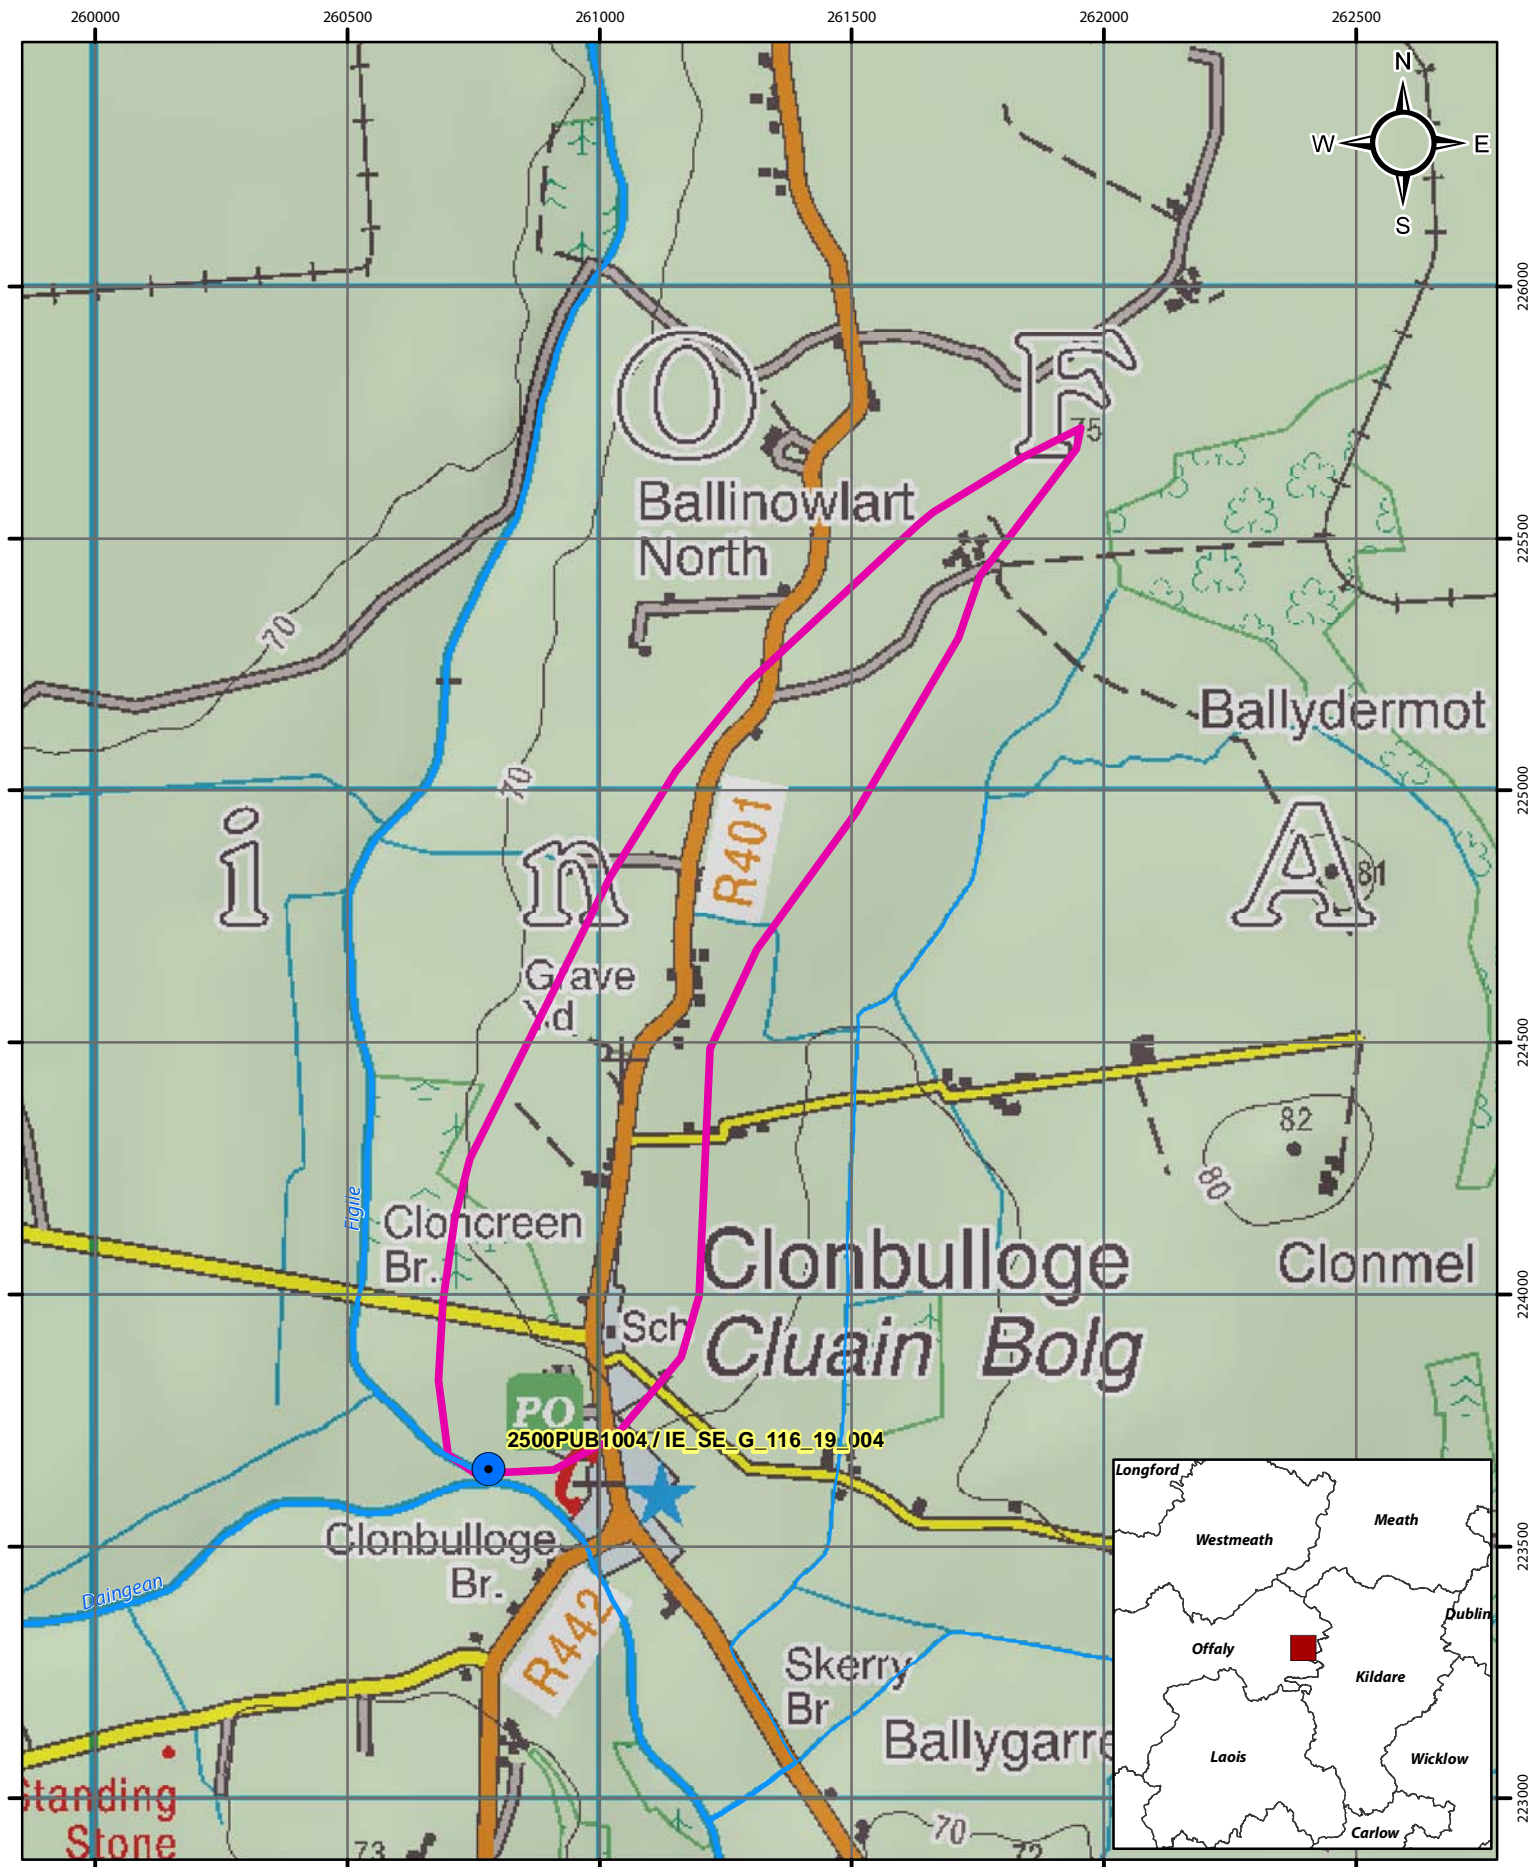 260000 260500 261000 261500 262000 262500
N
W E
S
226000
O F
75
Ballinowlart
North
225500
70
Ballydermot
70
225000
R401
i n A
81
Grave
Yd
224500
82
80
Figile
Cloncreen
Br.
Clonbulloge
Clonmel
224000
Sch
Cluain Bolg
PO
2500PUB1004 / IE_SE_G_116_19_004
Clonbulloge
Br.
223500
Daingean
R442
Skerry
Br
Ballygarre
Standing
Stone
223000
70
73
72
Longford
Westmeath
Meath
Dublin
Offaly
Kildare
Laois
Wicklow
Carlow